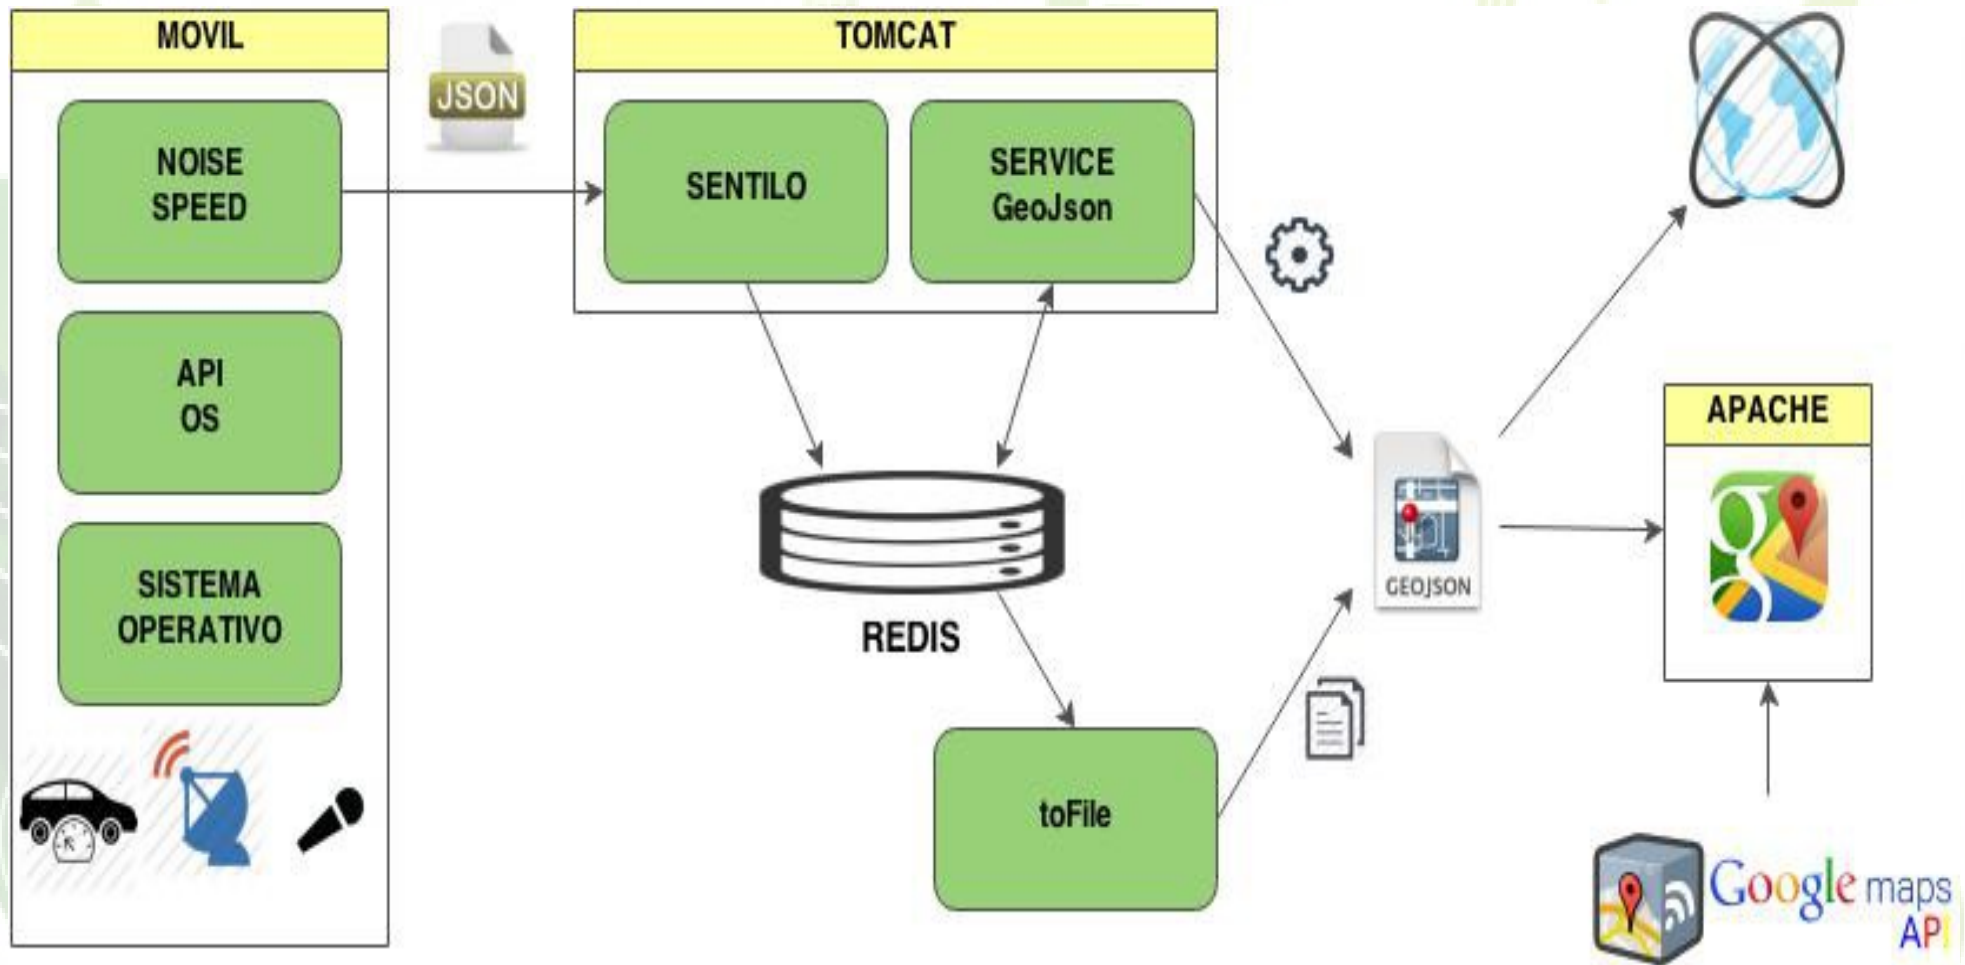 MOVIL
NOISE
SPEED
API
OS
SISTEMA
OPERATIVO
JSON
TOMCAT
SENTILO
SERVICE
GeoJson
REDIS
toFile
GEOJSON
APACHE
g
Google maps
API